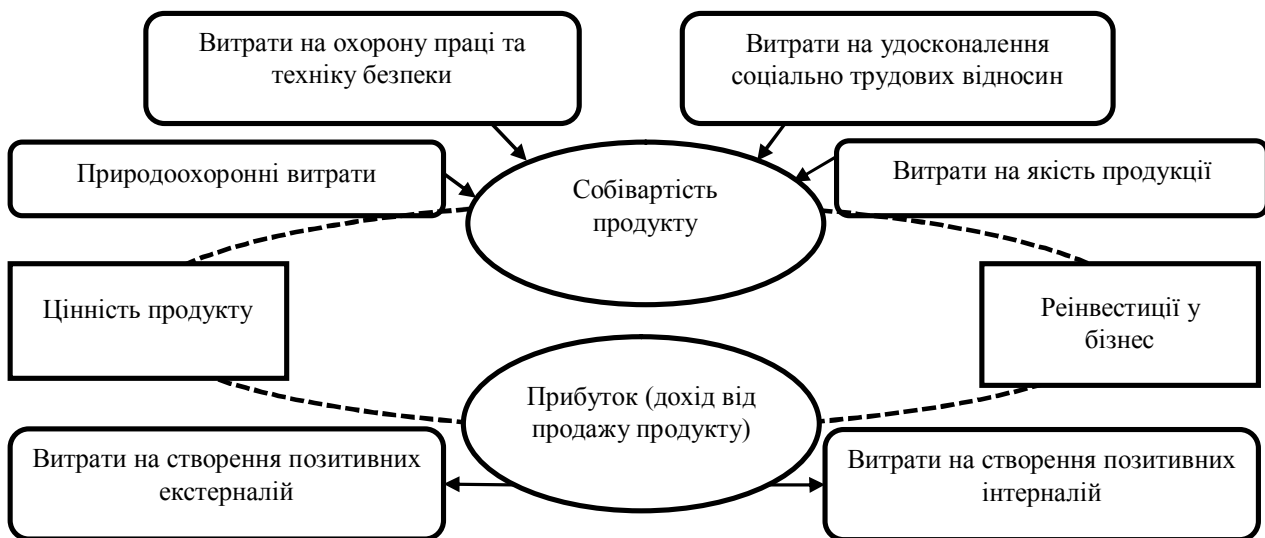 Витрати на охорону праці та
техніку безпеки
Витрати на удосконалення
соціально трудових відносин
Природоохоронні витрати
Собівартість
продукту
Витрати на якість продукції
Цінність продукту
Реінвестиції у
бізнес
Прибуток (дохід від
продажу продукту)
Витрати на створення позитивних
екстерналій
Витрати на створення позитивних
інтерналій